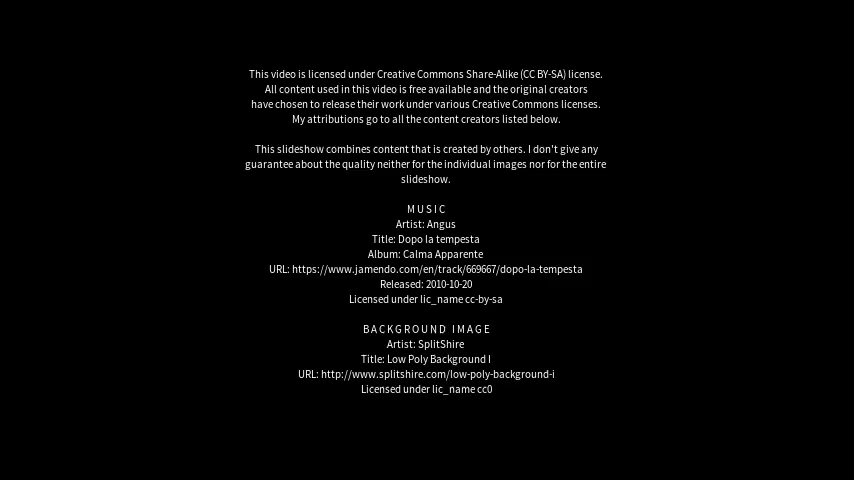 This video is licensed under Creative Commons Share-Alike (CC BY-SA) license.
All content used in this video is free available and the original creators
have chosen to release their work under various Creative Commons licenses.
My attributions go to all the content creators listed below.
This slideshow combines content that is created by others. I don't give any
guarantee about the quality neither for the individual images nor for the entire
slideshow.
MUSIC
Artist: Angus
Title: Dopo la tempesta
Album: Calma Apparente
URL: https://www.jamendo.com/en/track/669667/dopo-la-tempesta
Released: 2010-10-20
Licensed under lic_name cc-by-sa
BACKGROUND IMAGE
Artist: SplitShire
Title: Low Poly Background I
URL: http://www.splitshire.com/low-poly-background-i
Licensed under lic_name cc0